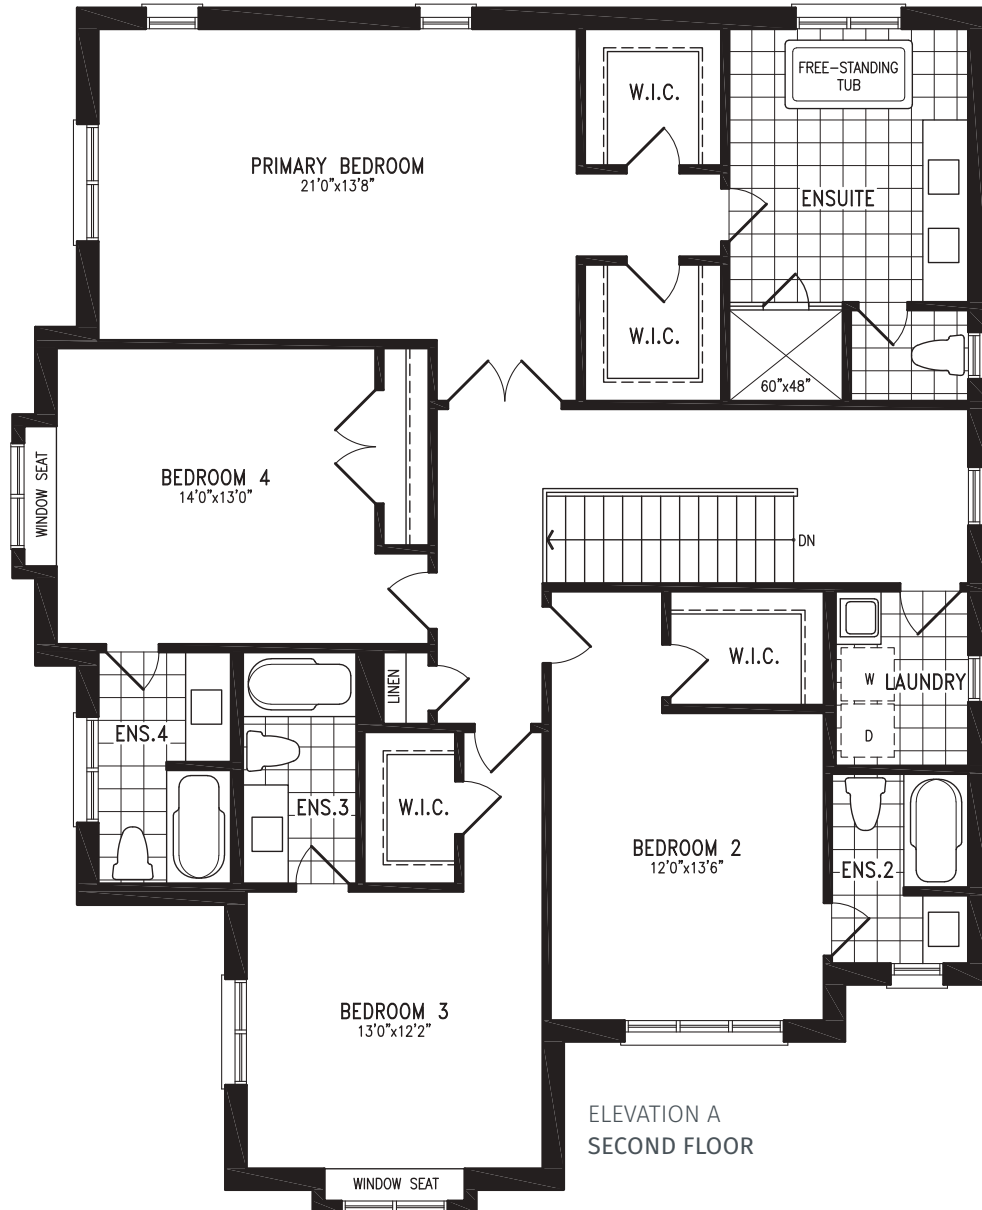 W.I.C.
FREE-STANDING
TUB
PRIMARY BEDROOM
21'0"x13'8"
ENSUITE
W.I.C.
60"x48"
BEDROOM 4
14'0"x13'0"
WINDOW SEAT
DN
W.I.C.
LINEN
W
LAUNDRY
D
ENS.4
ENS.3
W.I.C.
BEDROOM 2
12'0"x13'6"
ENS.2
BEDROOM 3
13'0"x12'2"
ELEVATION A
SECOND FLOOR
WINDOW SEAT